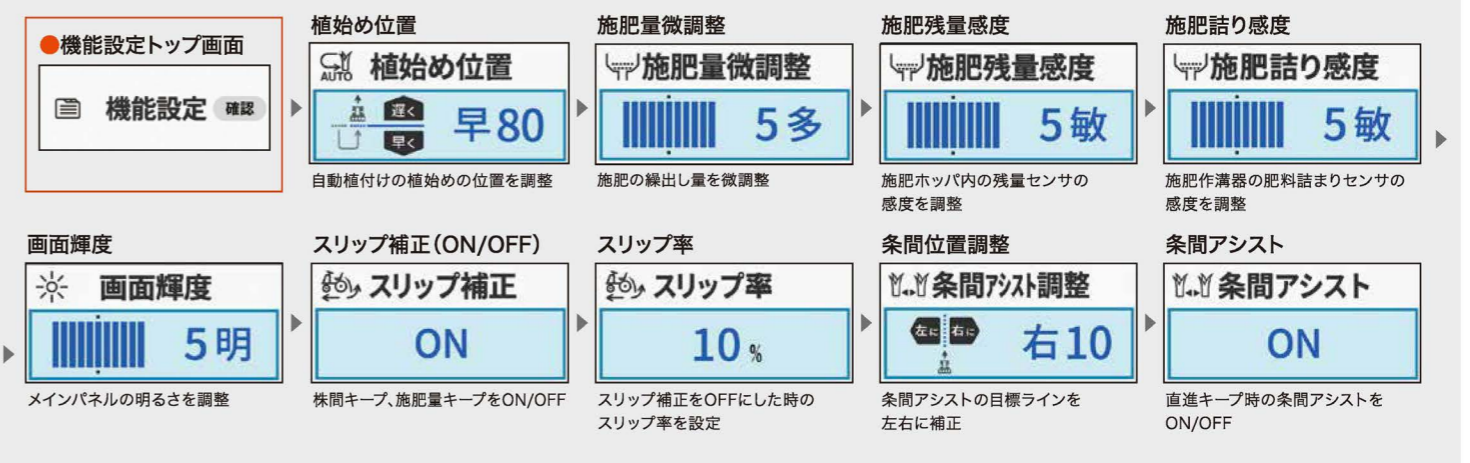 ●機能設定トップ画面
機能設定 確認
植始め位置
AUTO 植始め位置
遅く
早く
早80
自動植付けの植始めの位置を調整
施肥量微調整
施肥量微調整
5多
施肥の繰出し量を微調整
施肥残量感度
施肥残量感度
5敏
施肥ホッパ内の残量センサの
感度を調整
施肥詰り感度
施肥詰り感度
5敏
施肥作溝器の肥料詰まりセンサの
感度を調整
画面輝度
画面輝度
5明
メインパネルの明るさを調整
スリップ補正(ON/OFF)
スリップ補正
ON
株間キープ、施肥量キープをON/OFF
スリップ率
スリップ率
10%
スリップ補正をOFFにした時の
スリップ率を設定
条間位置調整
条間アシスト調整
左に 右に
右10
条間アシストの目標ラインを
左右に補正
条間アシスト
条間アシスト
ON
直進キープ時の条間アシストを
ON/OFF